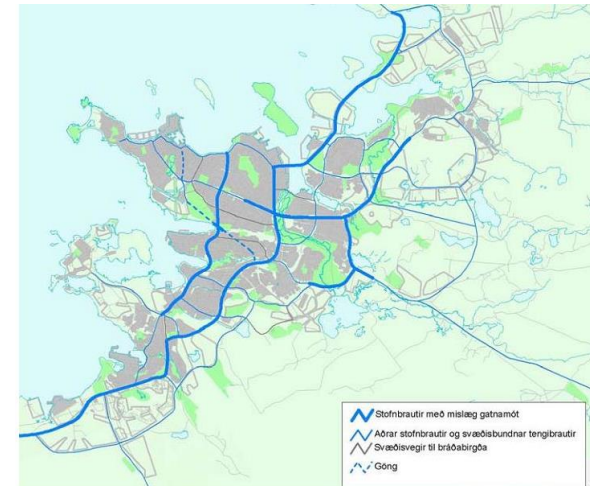 Stofnbrautir með mislæg gatnamót
Aðrar stofnbrautir og svæðisbundnar tengibrautir
Svæðisvegir til bráðabirgða
Göng